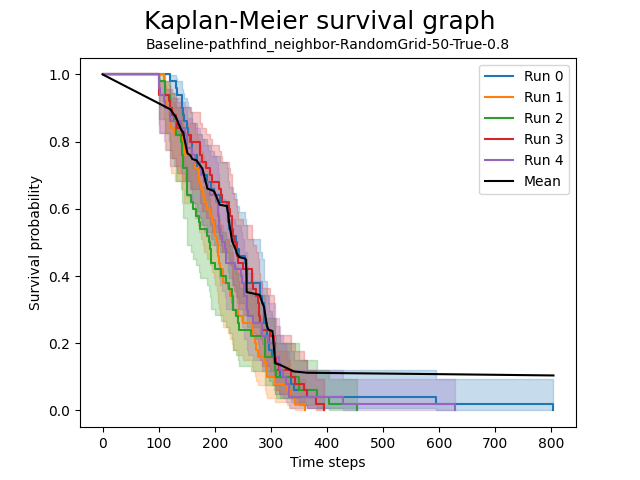 Kaplan-Meier survival graph
Baseline-pathfind_neighbor-RandomGrid-50-True-0.8
Survival probability
1.0
0.8
0.6
0.4
0.2
0.0
Run 0
Run 1
Run 2
Run 3
Run 4
Mean
0 100 200 300 400 500 600 700 800
Time steps